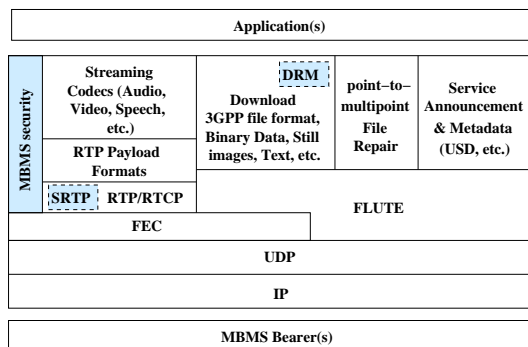 Application(s)
MBMS security
Streaming
Codecs (Audio,
Video, Speech,
etc.)
RTP Payload
Formats
SRTP RTP/RTCP
DRM
Download
3GPP file format,
Binary Data, Still
images, Text, etc.
point−to−
multipoint
File
Repair
Service
Announcement
& Metadata
(USD, etc.)
FLUTE
FEC
UDP
IP
MBMS Bearer(s)